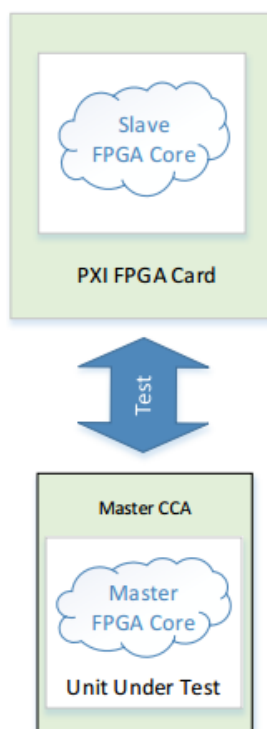 Slave
FPGA Core
PXI FPGA Card
Test
Master CCA
Master
FPGA Core
Unit Under Test